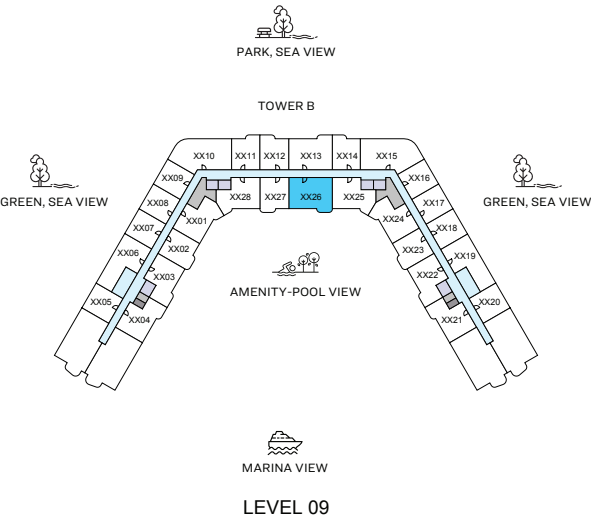 PARK, SEA VIEW
TOWER B
XX10
XX11
XX12
XX13
XX14
XX15
XX09
XX16
XX28
XX27
XX26
XX25
XX08
XX01
XX24
XX17
GREEN, SEA VIEW
GREEN, SEA VIEW
XX07
XX18
XX02
XX23
XX06
XX19
XX03
XX22
AMENITY-POOL VIEW
XX05
XX20
XX04
XX21
MARINA VIEW
LEVEL 09